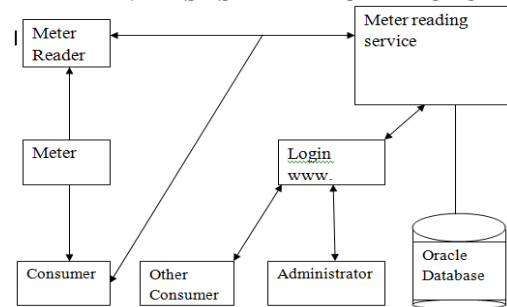 Meter
Reader
Meter reading
service
Meter
Login
www.
Consumer
Other
Consumer
Administrator
Oracle
Database